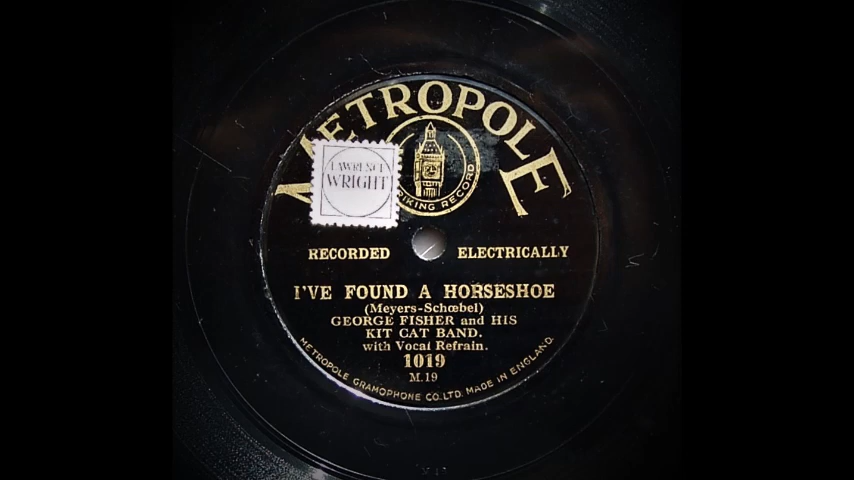 METROPOLE
LAWRENCE
WRIGHT
RIKING RECORD
RECORDED ELECTRICALLY
I'VE FOUND A HORSESHOE
(Meyers-Schœbel)
GEORGE FISHER and HIS
KIT CAT BAND.
with Vocal Refrain.
1019
M.19
METROPOLE GRAMOPHONE CO. LTD. MADE IN ENGLAND.